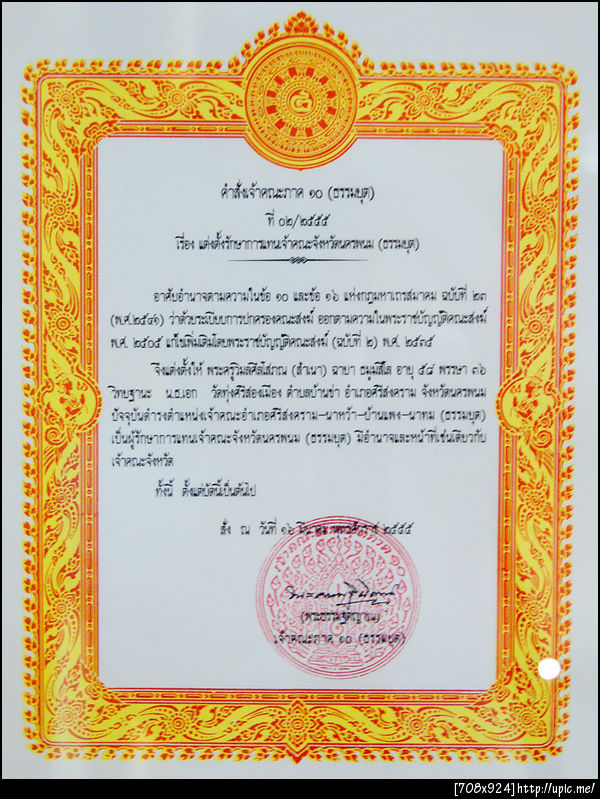 คำสั่งเจ้าคณะภาค ๑๐ (ธรรมยุต)
ที่ ๐๒/๒๕๕๕
เรื่อง แต่งตั้งรักษาการแทนเจ้าคณะจังหวัดนครพนม (ธรรมยุต)
อาศัยอำนาจตามความในข้อ ๑๐ และข้อ ๑๖ แห่งกฎมหาเถรสมาคม ฉบับที่ ๒๓
(พ.ศ.๒๕๔๑) ว่าด้วยระเบียบการปกครองคณะสงฆ์ ออกตามความในพระราชบัญญัติคณะสงฆ์
พ.ศ. ๒๕๐๕ แก้ไขเพิ่มเติมโดยพระราชบัญญัติคณะสงฆ์ (ฉบับที่ ๒) พ.ศ. ๒๕๓๕
จึงแต่งตั้งให้ พระครูวิมลศีลโสภณ (สำเนา) ฉายา ธมฺมสีโล อายุ ๕๔ พรรษา ๓๖
วิทยฐานะ น.ธ.เอก วัดทุ่งศรีสองเมือง ตำบลบ้านข่า อำเภอศรีสงคราม จังหวัดนครพนม
ปัจจุบันดำรงตำแหน่งเจ้าคณะอำเภอศรีสงคราม-นาหว้า-บ้านแพง-นาทม (ธรรมยุต)
เป็นผู้รักษาการแทนเจ้าคณะจังหวัดนครพนม (ธรรมยุต) มีอำนาจและหน้าที่เช่นเดียวกับ
เจ้าคณะจังหวัด
ทั้งนี้ ตั้งแต่บัดนี้เป็นต้นไป
สั่ง ณ วันที่ ๑๖ พุทธศักราช ๒๕๕๕
เจ้าคณะภาค ๑๐ (ธรรมยุต)
[708x924]http://upic.me/